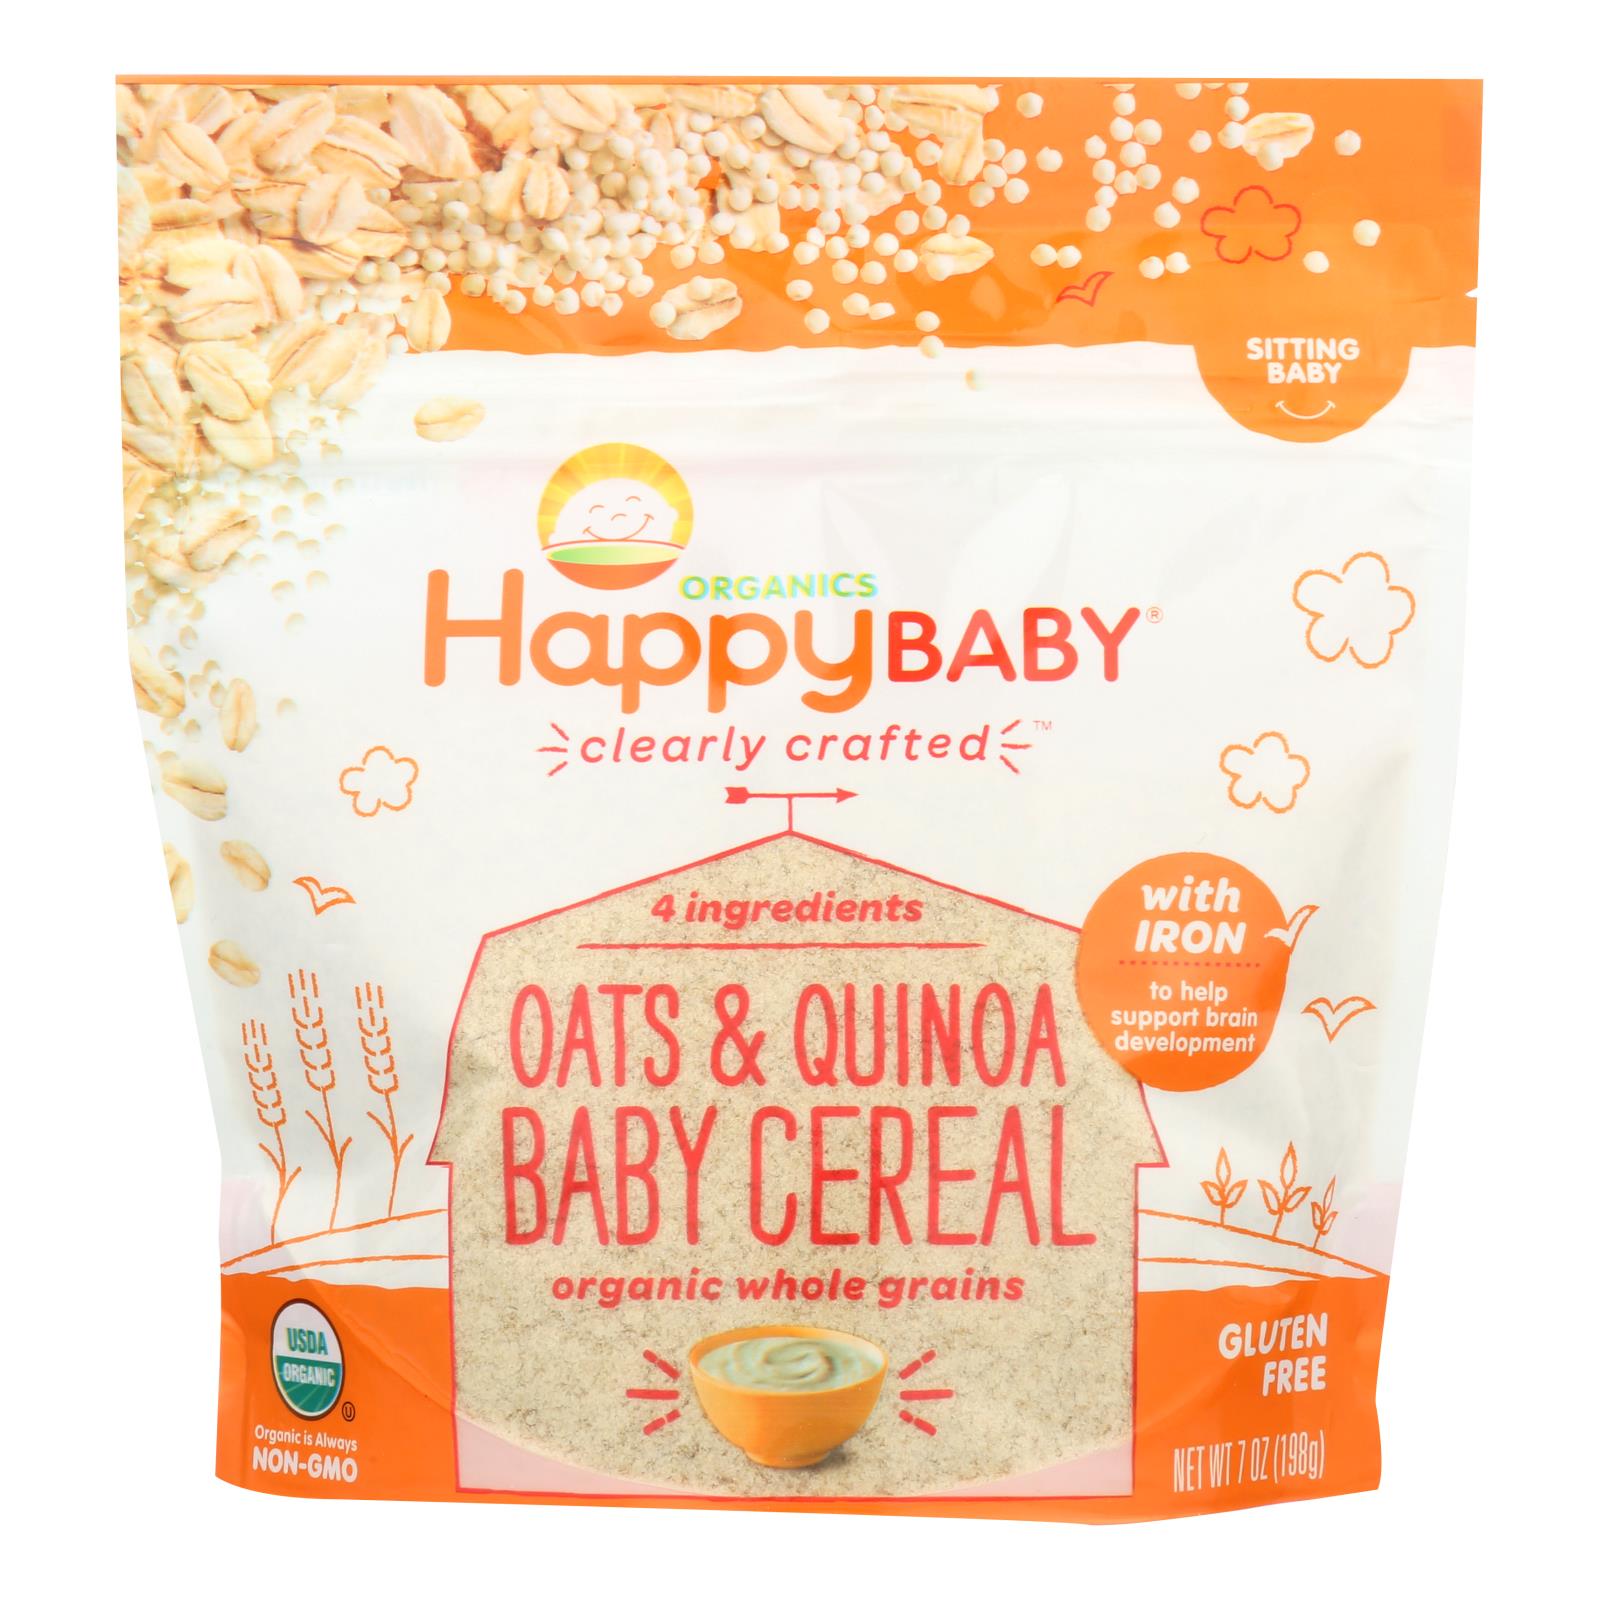 SITTING
BABY
ORGANICS
HappyBABY®
clearly crafted™
4 ingredients
OATS & QUINOA
BABY CEREAL
organic whole grains
with
IRON
to help
support brain
development
USDA
ORGANIC
U
Organic is Always
NON-GMO
GLUTEN
FREE
NET WT 7 OZ (198g)